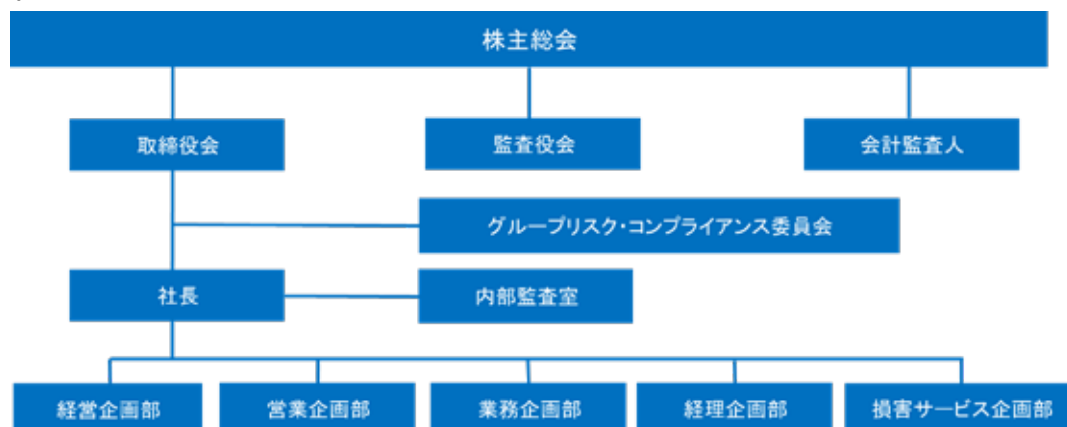 株主総会
取締役会
監査役会
会計監査人
グループリスク・コンプライアンス委員会
社長
内部監査室
経営企画部
営業企画部
業務企画部
経理企画部
損害サービス企画部